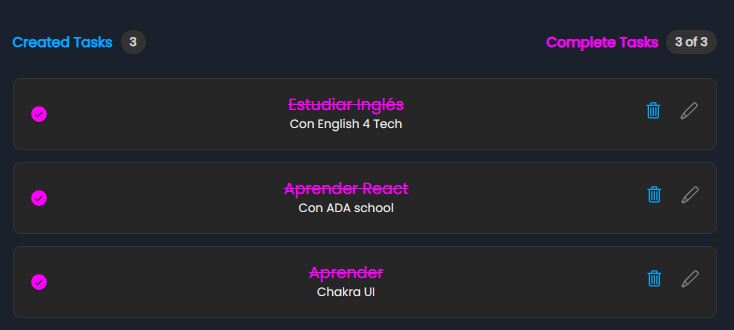 Created Tasks 3
Complete Tasks 3 of 3
Estudiar Inglés
Con English 4 Tech
Aprender React
Con ADA school
Aprender
Chakra UI